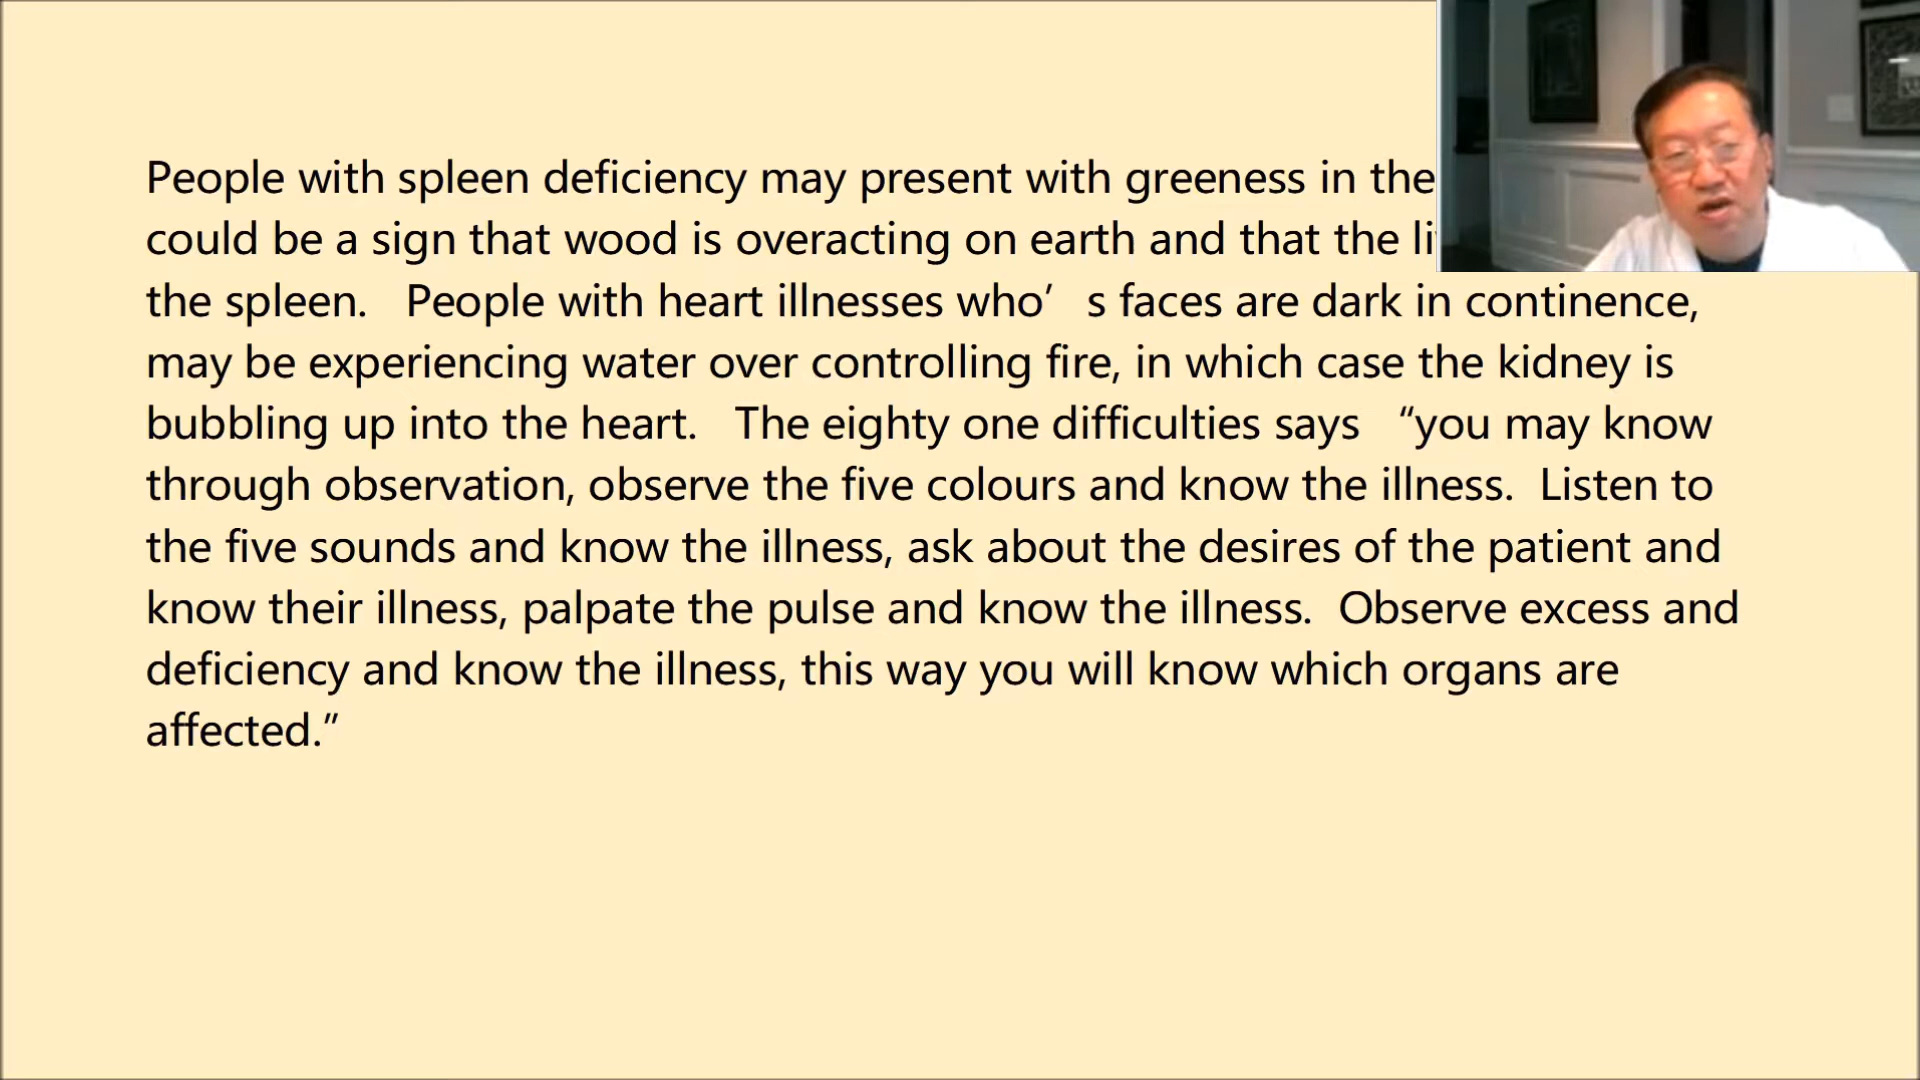 People with spleen deficiency may present with greeness in the
could be a sign that wood is overacting on earth and that the
the spleen.   People with heart illnesses who’ s faces are dark in continence,
may be experiencing water over controlling fire, in which case the kidney is
bubbling up into the heart.   The eighty one difficulties says   “you may know
through observation, observe the five colours and know the illness.  Listen to
the five sounds and know the illness, ask about the desires of the patient and
know their illness, palpate the pulse and know the illness.  Observe excess and
deficiency and know the illness, this way you will know which organs are
affected.”